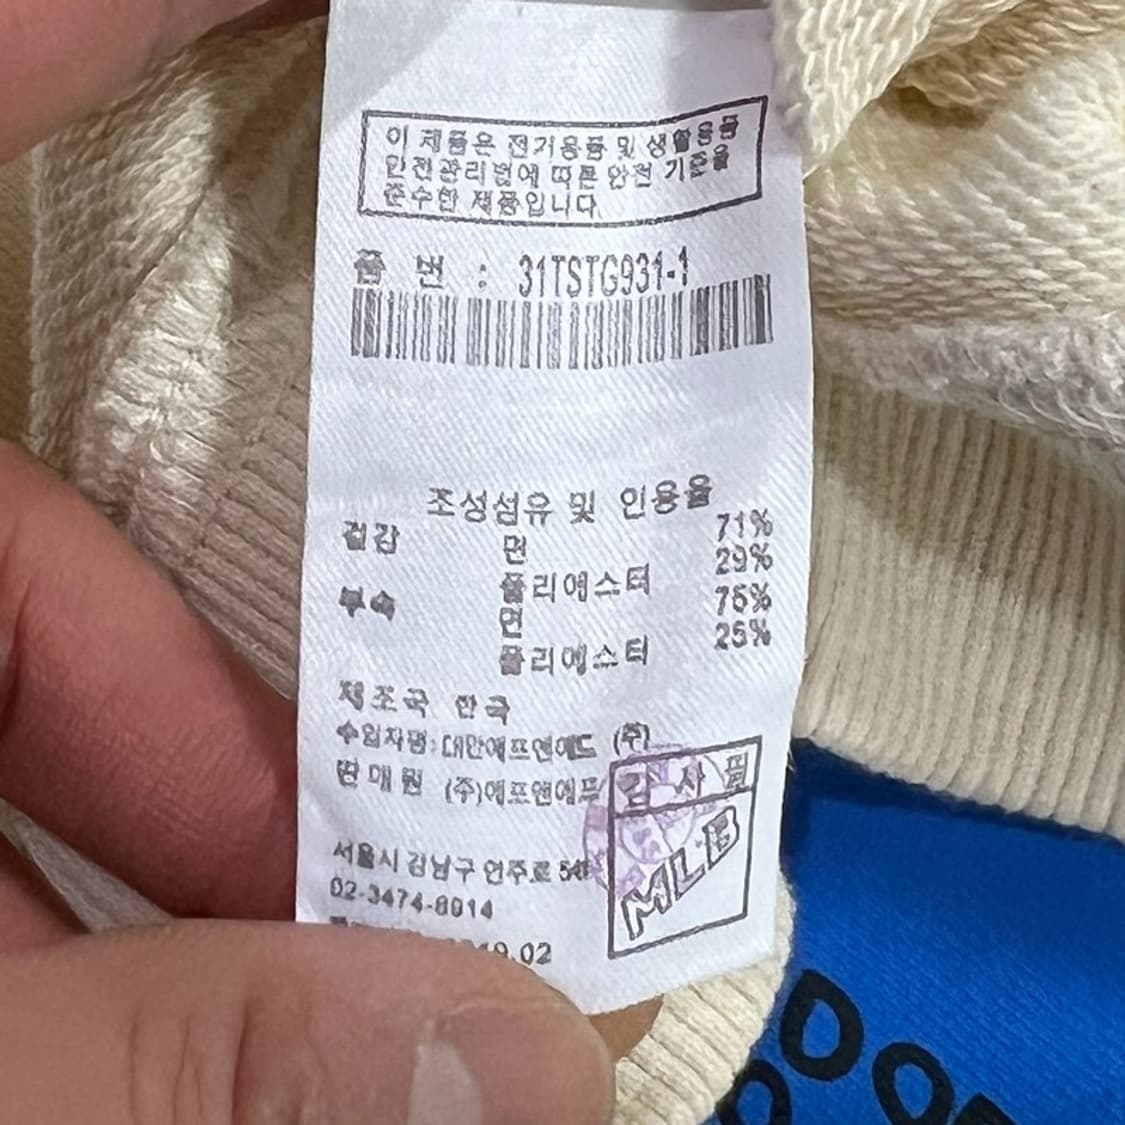 이 제품은 전기용품 및 생활용품
안전관리법에 따른 안전 기준을
준수한 제품입니다
품 번 : 31TSTG931-1
조성섬유 및 인용율
겉감 면 71%
폴리에스터 29%
부속 면 75%
폴리에스터 25%
제조국 한국
수입자명: 대만에프앤에드 (주)
판매원 (주)에프앤에프
검사필
MLB
서울시 강남구 언주로
02-3474-8014
.02